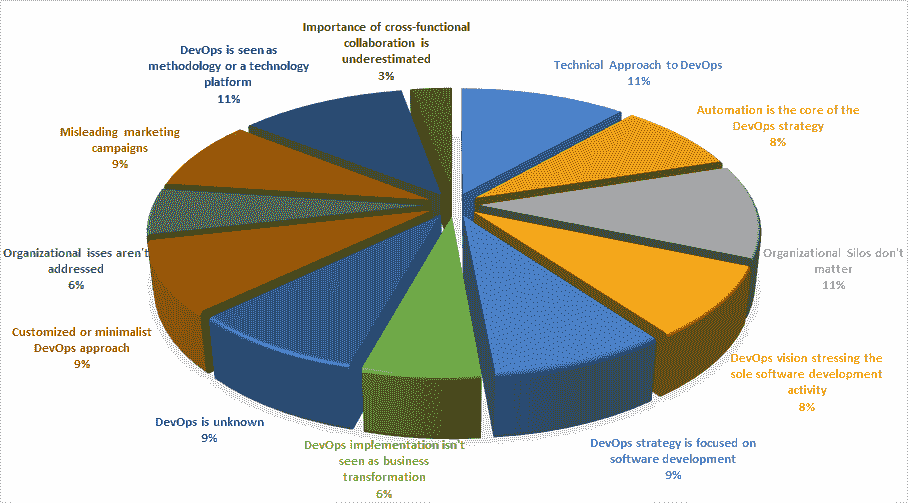 Importance of cross-functional
collaboration is
underestimated
3%
Technical Approach to DevOps
11%
Automation is the core of the
DevOps strategy
8%
Organizational Silos don't
matter
11%
DevOps vision stressing the
sole software development
activity
8%
DevOps strategy is focused on
software development
9%
DevOps implementation isn't
seen as business
transformation
6%
DevOps is unknown
9%
Customized or minimalist
DevOps approach
9%
Organizational isses aren't
addressed
6%
Misleading marketing
campaigns
9%
DevOps is seen as
methodology or a technology
platform
11%